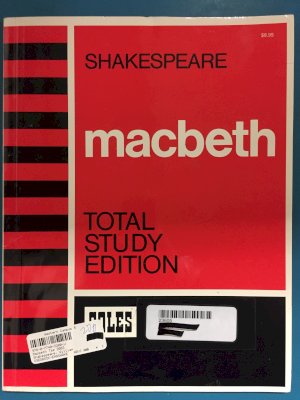 $8.95
SHAKESPEARE
macbeth
TOTAL
STUDY
EDITION
COLES